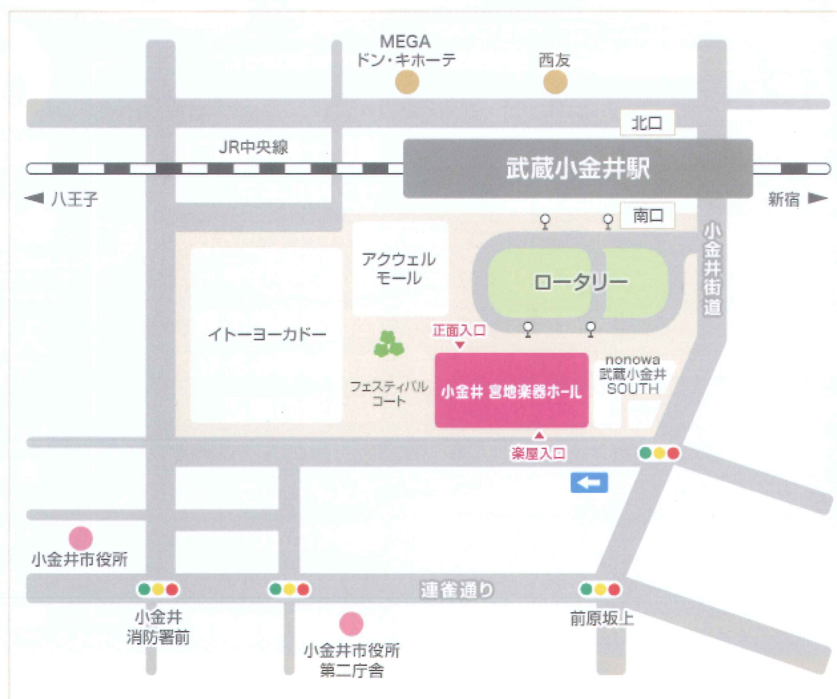 MEGA
ドン・キホーテ
西友
北口
JR中央線
武蔵小金井駅
八王子
新宿
南口
小金井街道
アクウェル
モール
ロータリー
イトーヨーカドー
正面入口
フェスティバル
コート
小金井 宮地楽器ホール
nonowa
武蔵小金井
SOUTH
楽屋入口
小金井市役所
連雀通り
小金井
消防署前
前原坂上
小金井市役所
第二庁舎